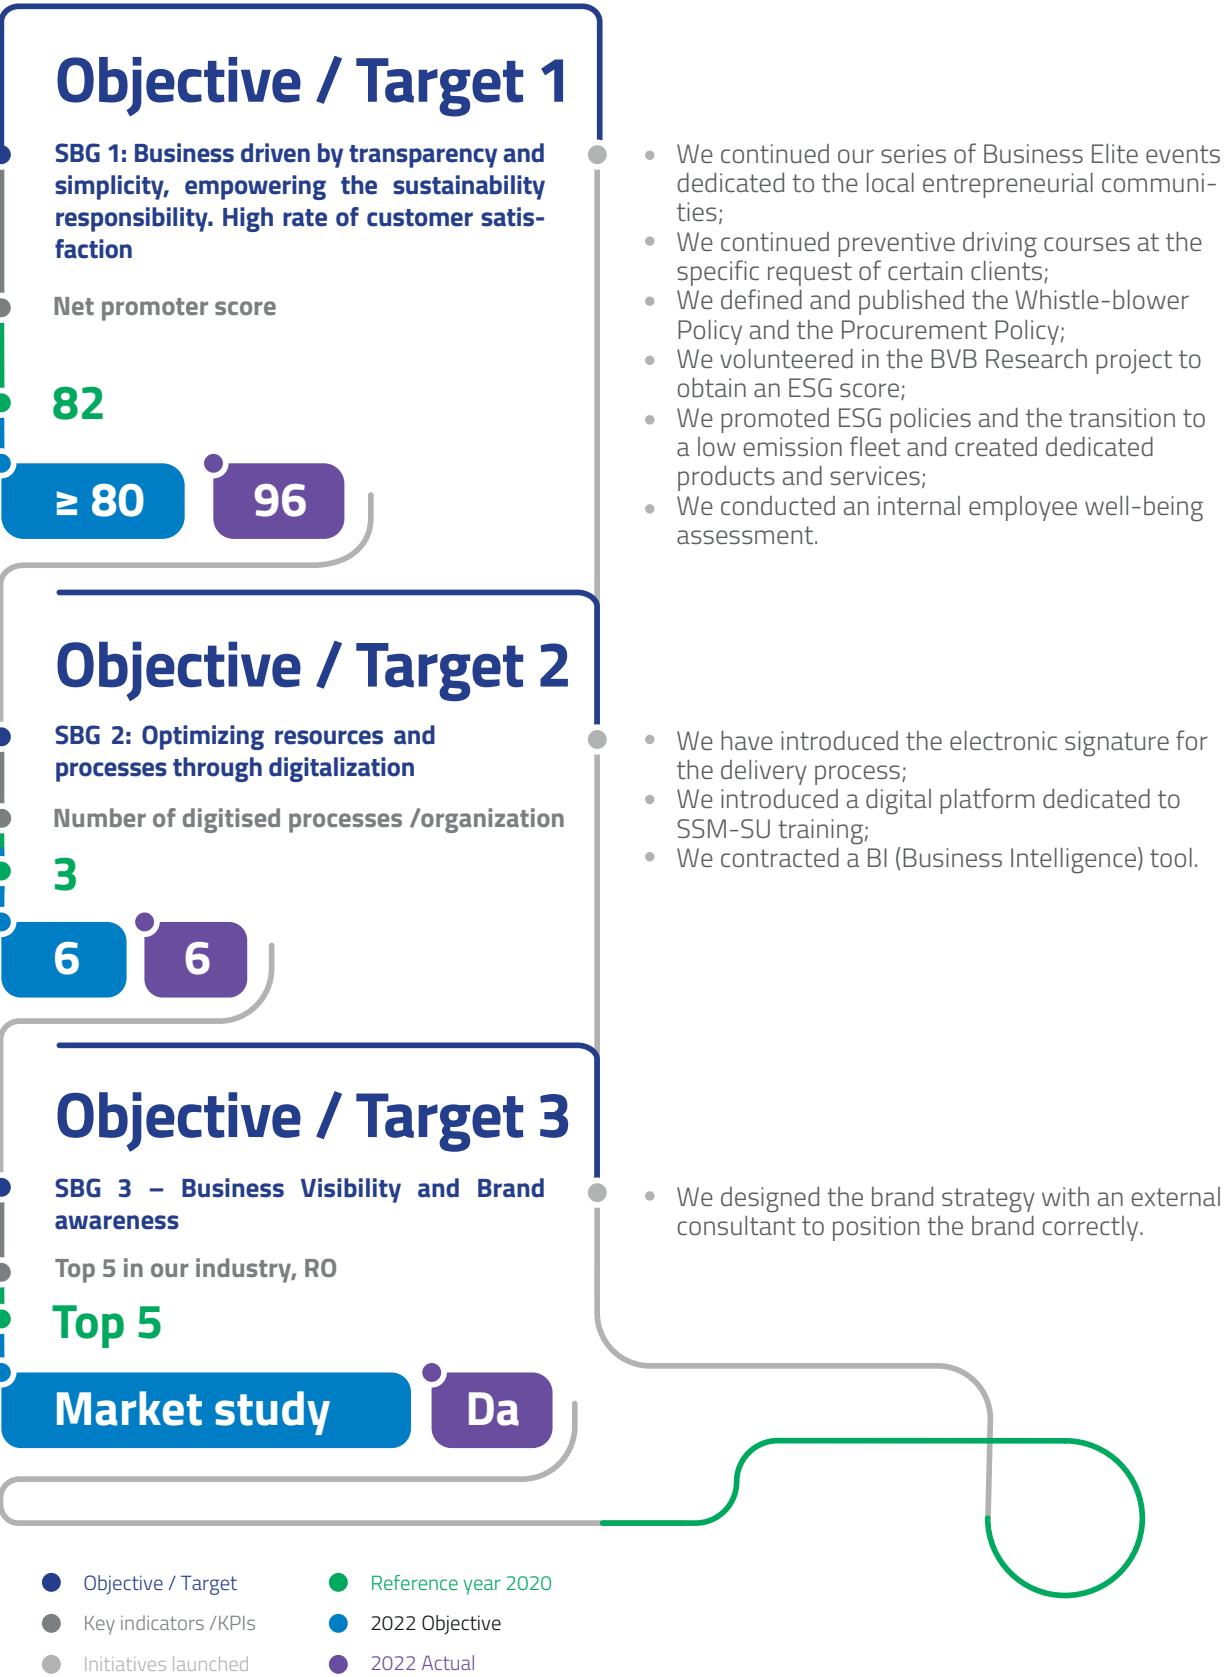 Objective / Target 1
SBG 1: Business driven by transparency and
simplicity, empowering the sustainability
responsibility. High rate of customer satis-
faction
Net promoter score
82
≥ 80
96
• We continued our series of Business Elite events
dedicated to the local entrepreneurial communi-
ties;
• We continued preventive driving courses at the
specific request of certain clients;
• We defined and published the Whistle-blower
Policy and the Procurement Policy;
• We volunteered in the BVB Research project to
obtain an ESG score;
• We promoted ESG policies and the transition to
a low emission fleet and created dedicated
products and services;
• We conducted an internal employee well-being
assessment.
Objective / Target 2
SBG 2: Optimizing resources and
processes through digitalization
Number of digitised processes /organization
3
6
6
• We have introduced the electronic signature for
the delivery process;
• We introduced a digital platform dedicated to
SSM-SU training;
• We contracted a BI (Business Intelligence) tool.
Objective / Target 3
SBG 3 – Business Visibility and Brand
awareness
Top 5 in our industry, RO
Top 5
Market study
Da
• We designed the brand strategy with an external
consultant to position the brand correctly.
Objective / Target
Key indicators /KPIs
Initiatives launched
Reference year 2020
2022 Objective
2022 Actual